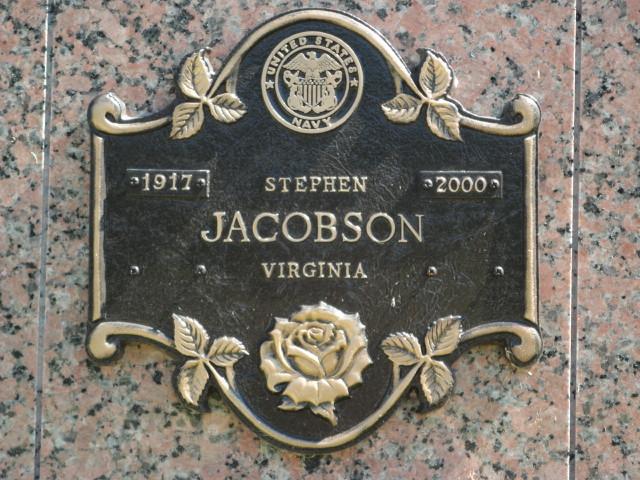 UNITED STATES
NAVY
1917 STEPHEN 2000
JACOBSON
VIRGINIA